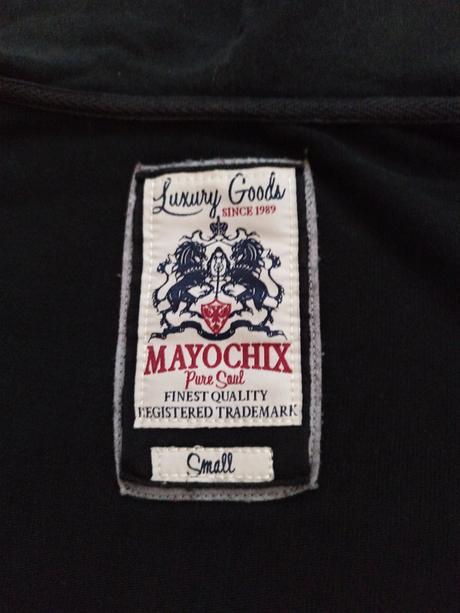 Luxury Goods
SINCE 1989
MAYOCHIX
Pure Soul
FINEST QUALITY
REGISTERED TRADEMARK
Small